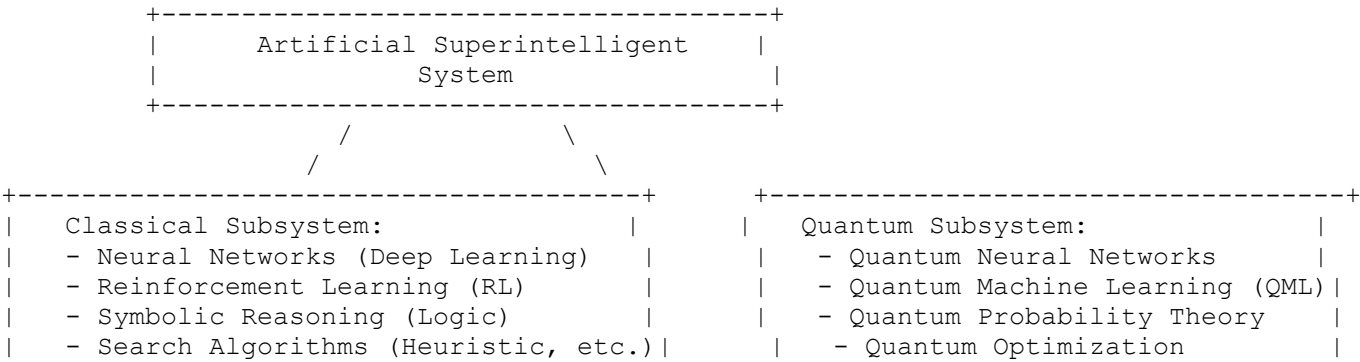 +--------------------------------------+
|      Artificial Superintelligent    |
|                System                |
+--------------------------------------+
/             \
/                 \
+---------------------------------------+      +------------------------------------+
|   Classical Subsystem:              |      |   Quantum Subsystem:              |
|   - Neural Networks (Deep Learning)   |      |   - Quantum Neural Networks      |
|   - Reinforcement Learning (RL)       |      |   - Quantum Machine Learning (QML)|
|   - Symbolic Reasoning (Logic)        |      |   - Quantum Probability Theory    |
|   - Search Algorithms (Heuristic, etc.)|      |   - Quantum Optimization         |